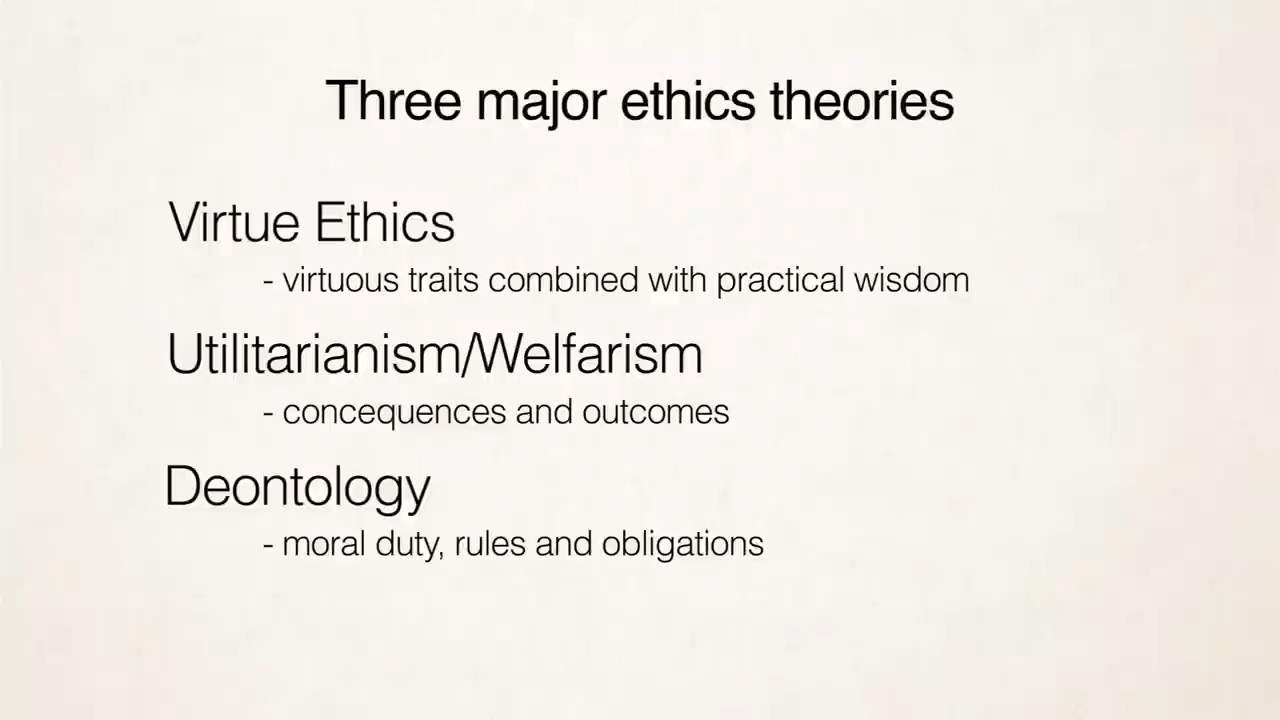 Three major ethics theories
Virtue Ethics
- virtuous traits combined with practical wisdom
Utilitarianism/Welfarism
- concequences and outcomes
Deontology
- moral duty, rules and obligations